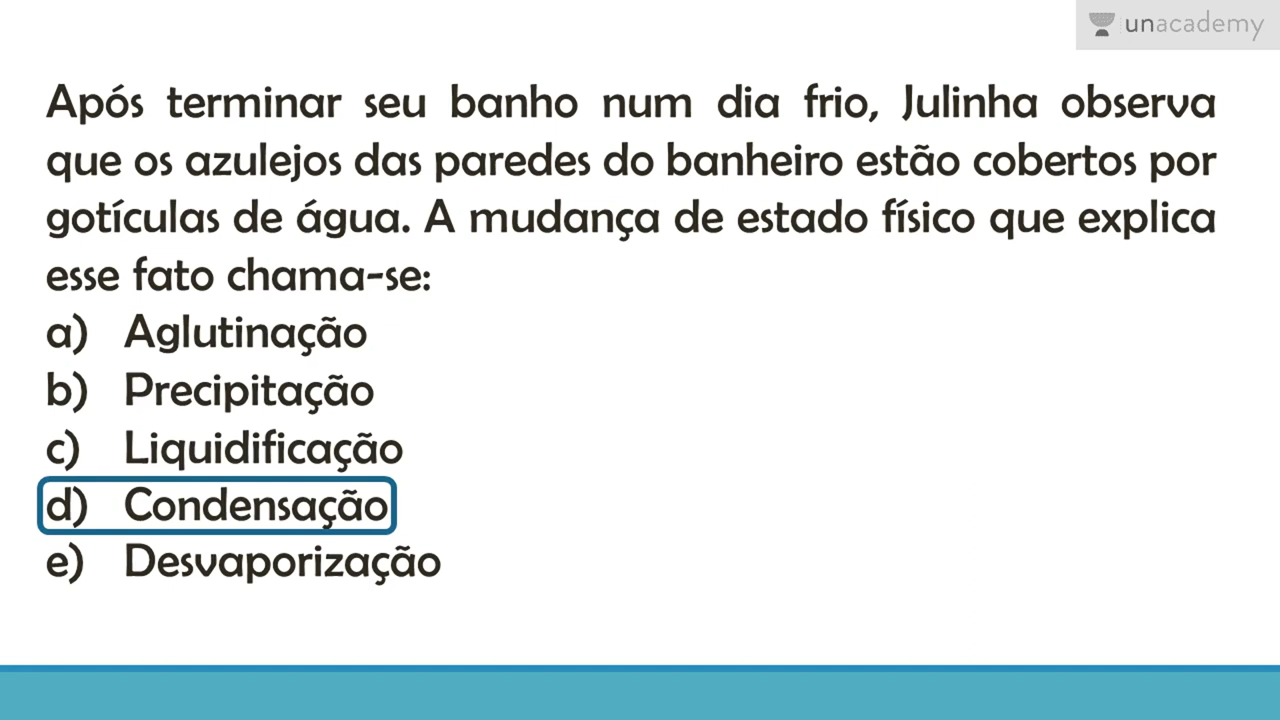 unacademy
Após terminar seu banho num dia frio, Julinha observa
que os azulejos das paredes do banheiro estão cobertos por
gotículas de água. A mudança de estado físico que explica
esse fato chama-se:
a) Aglutinação
b) Precipitação
c) Liquidificação
d) Condensação
e) Desvaporização